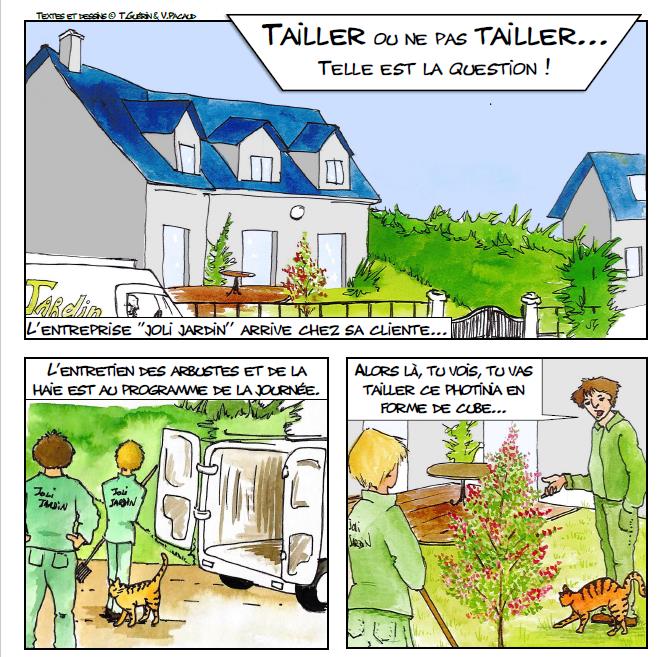 TEXTES ET DESSINS © T.GUÉRIN & V.PACAUD
TAILLER OU NE PAS TAILLER...
TELLE EST LA QUESTION !
JARdin
L'ENTREPRISE "JOLI JARDIN" ARRIVE CHEZ SA CLIENTE...
L'ENTRETIEN DES ARBUSTES ET DE LA
HAIE EST AU PROGRAMME DE LA JOURNÉE.
JOLI
JARDIN
JOLI
JARDIN
ALORS LÀ, TU VOIS, TU VAS
TAILLER CE PHOTINIA EN
FORME DE CUBE...
JOLI
JARDIN